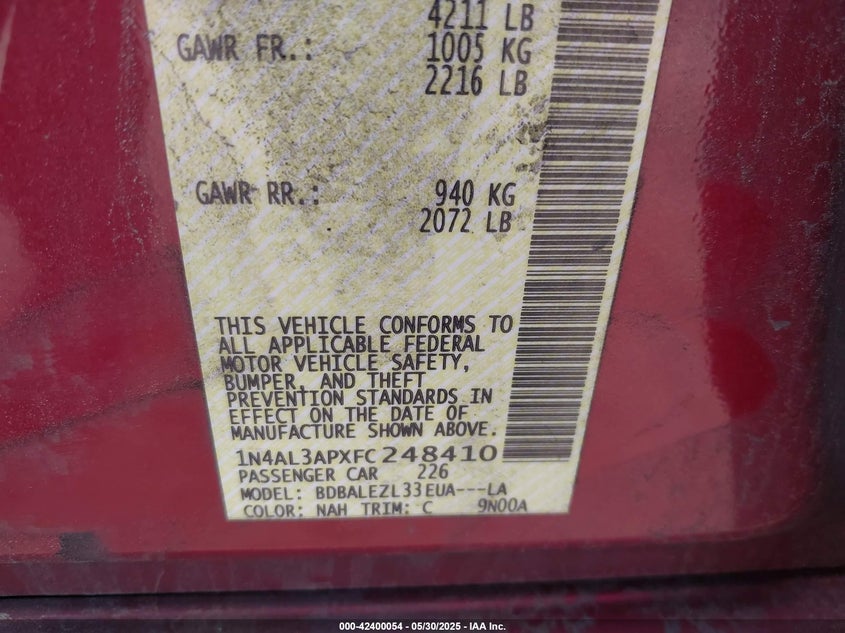 4211 LB
GAWR FR.: 1005 KG
2216 LB
GAWR RR.: 940 KG
2072 LB
THIS VEHICLE CONFORMS TO
ALL APPLICABLE FEDERAL
MOTOR VEHICLE SAFETY,
BUMPER, AND THEFT
PREVENTION STANDARDS IN
EFFECT ON THE DATE OF
MANUFACTURE SHOWN ABOVE.
1N4AL3APXFC248410
PASSENGER CAR 226
MODEL: BDBALEZL33EUA---LA
COLOR: NAH TRIM: C 9N00A
000-42400054 - 05/30/2025 - IAA Inc.